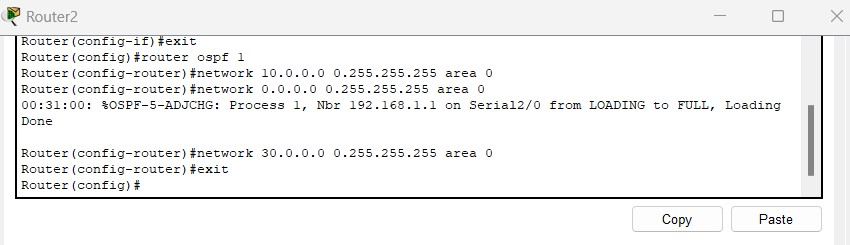 Router2
Router(config-if)#exit
Router(config)#router ospf 1
Router(config-router)#network 10.0.0.0 0.255.255.255 area 0
Router(config-router)#network 0.0.0.0 0.255.255.255 area 0
00:31:00: %OSPF-5-ADJCHG: Process 1, Nbr 192.168.1.1 on Serial2/0 from LOADING to FULL, Loading
Done
Router(config-router)#network 30.0.0.0 0.255.255.255 area 0
Router(config-router)#exit
Router(config)#
Copy Paste